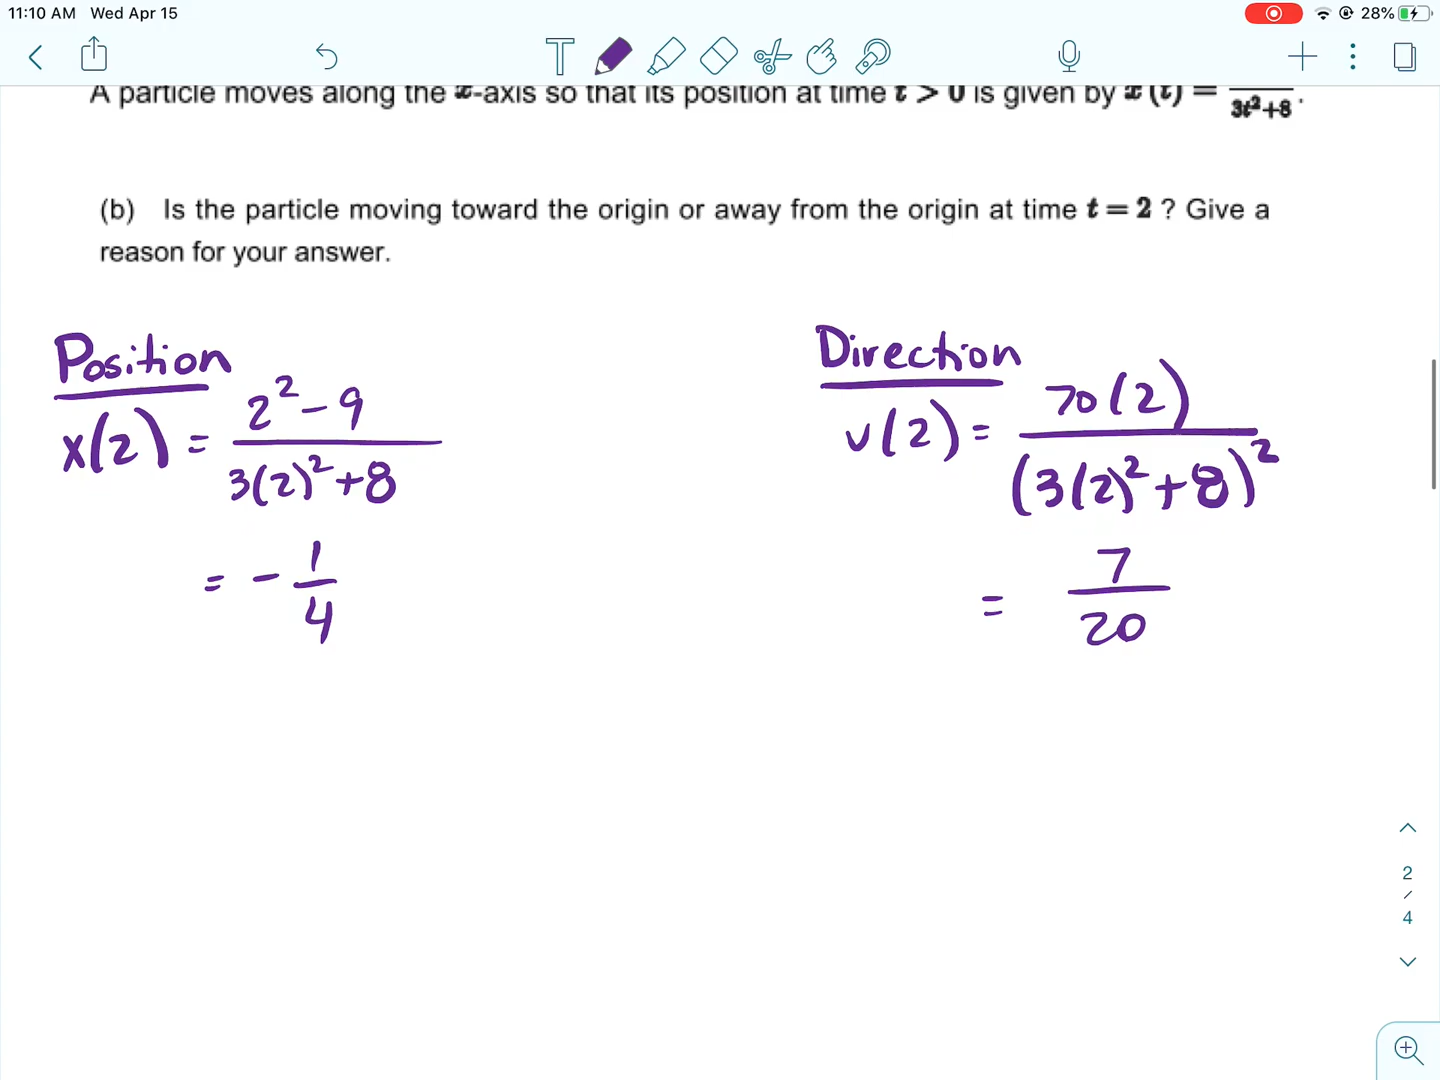 11:10 AM Wed Apr 15 28%
T
A particle moves along the x-axis so that its position at time t > 0 is given by x(t) = 3t²+8 .
(b) Is the particle moving toward the origin or away from the origin at time t = 2 ? Give a
reason for your answer.
Position
x(2) = (2² - 9)/(3(2)² + 8)
= - 1/4
Direction
v(2) = 70(2)/(3(2)² + 8)²
= 7/20
2
/
4